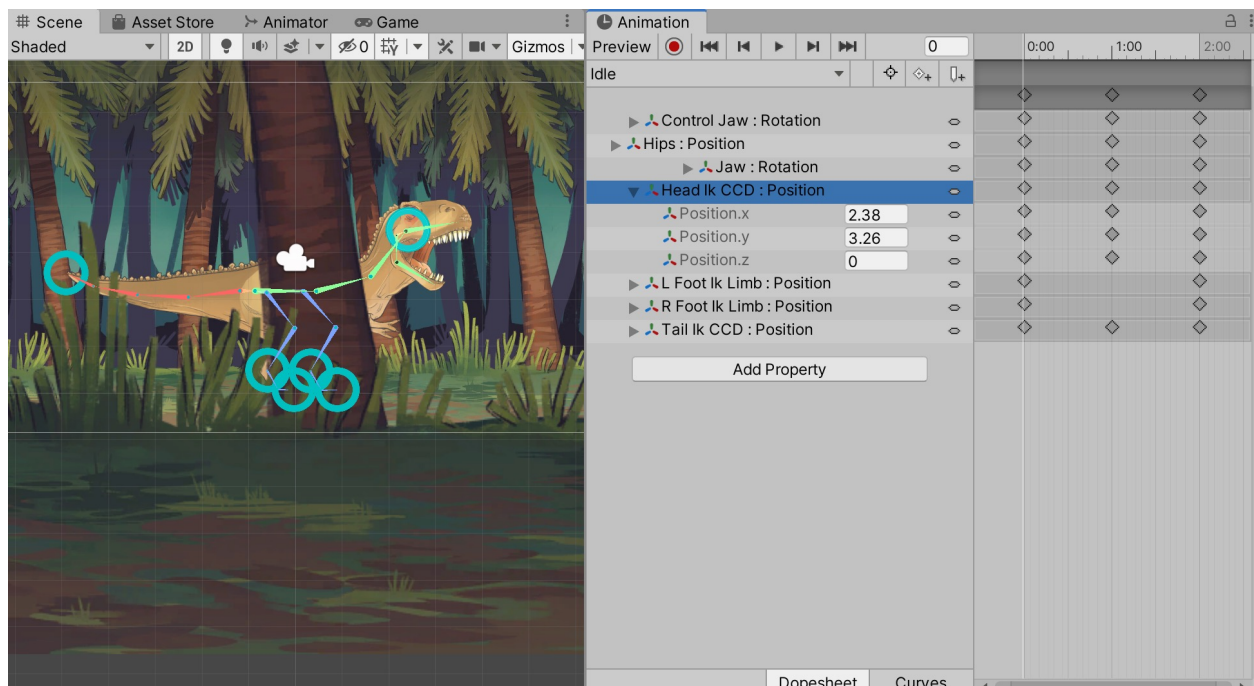 Scene Asset Store Animator Game
Shaded 2D 0 Gizmos
Animation
Preview 0 0:00 1:00 2:00
Idle
Control Jaw : Rotation
Hips : Position
Jaw : Rotation
Head Ik CCD : Position
Position.x 2.38
Position.y 3.26
Position.z 0
L Foot Ik Limb : Position
R Foot Ik Limb : Position
Tail Ik CCD : Position
Add Property
Dopesheet Curves